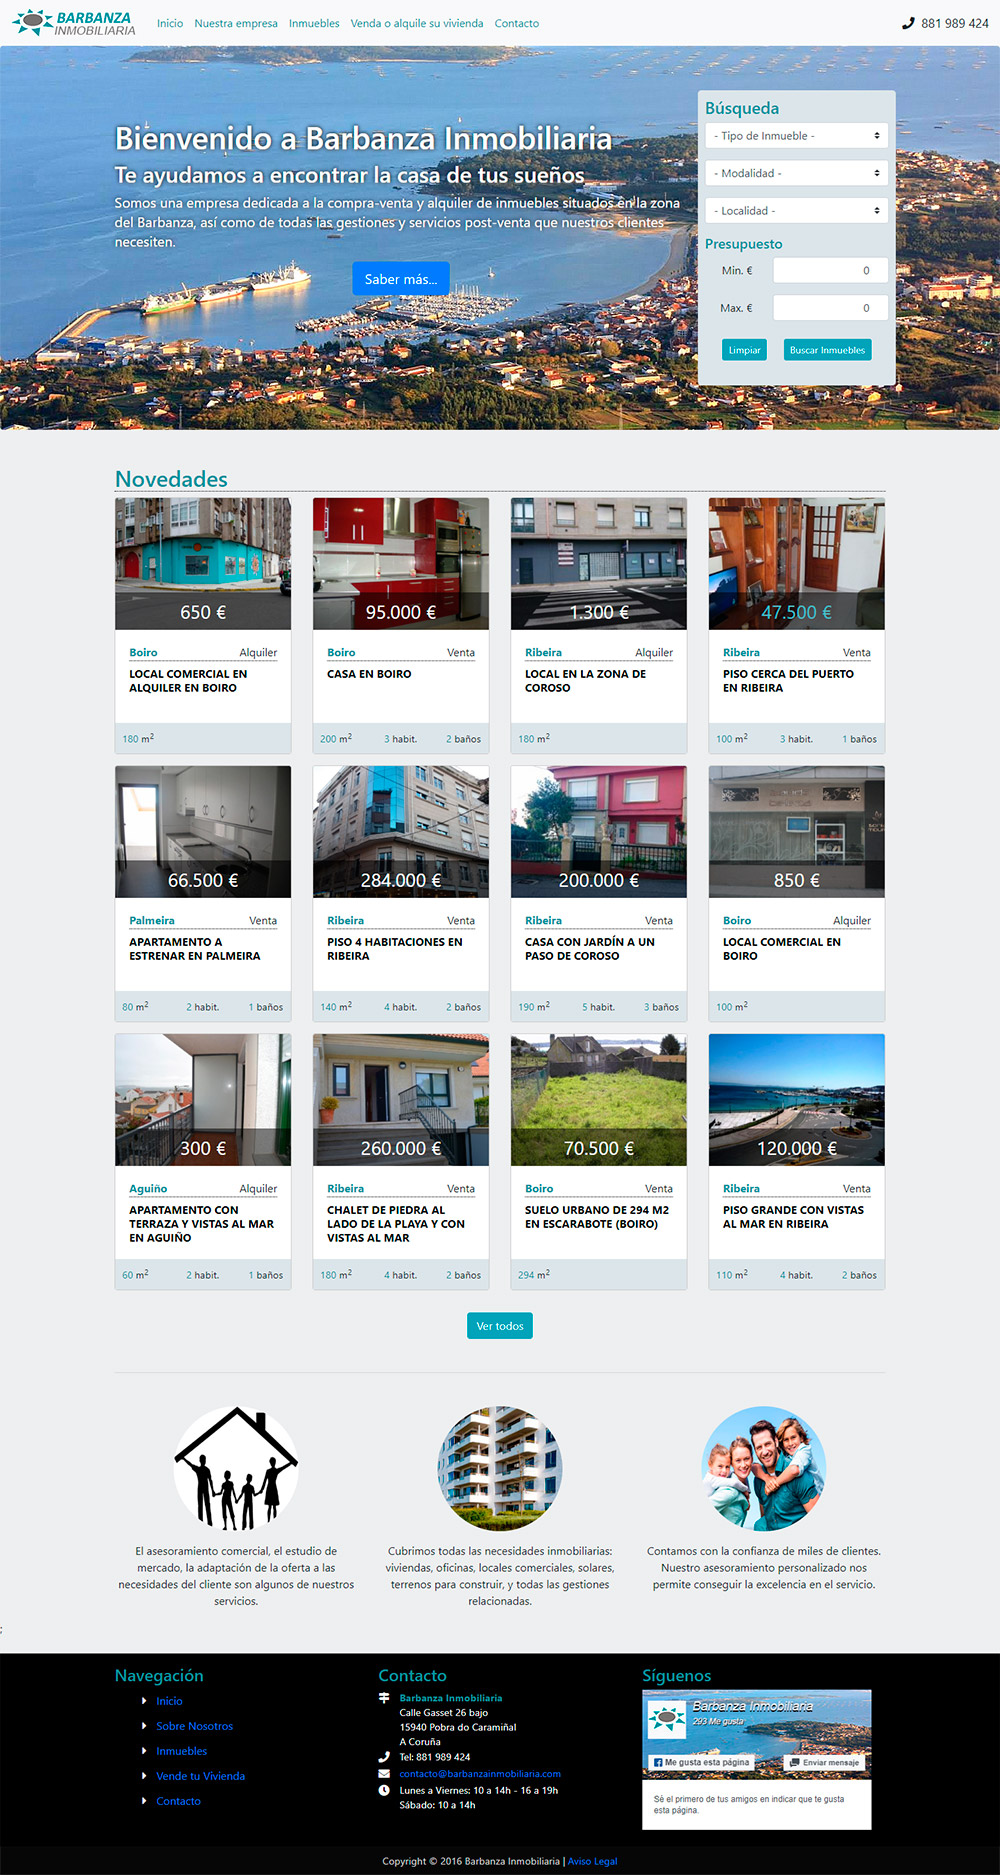 BARBANZA
INMOBILIARIA
Inicio Nuestra empresa Inmuebles Venda o alquile su vivienda Contacto
881 989 424
Bienvenido a Barbanza Inmobiliaria
Te ayudamos a encontrar la casa de tus sueños
Somos una empresa dedicada a la compra-venta y alquiler de inmuebles situados en la zona
del Barbanza, así como de todas las gestiones y servicios post-venta que nuestros clientes
necesiten.
Saber más...
Búsqueda
- Tipo de Inmueble -
- Modalidad -
- Localidad -
Presupuesto
Min. € 0
Max. € 0
Limpiar Buscar Inmuebles
Novedades
650 €
Boiro Alquiler
LOCAL COMERCIAL EN
ALQUILER EN BOIRO
180 m²
95.000 €
Boiro Venta
CASA EN BOIRO
200 m² 3 habit. 2 baños
1.300 €
Ribeira Alquiler
LOCAL EN LA ZONA DE
COROSO
180 m²
47.500 €
Ribeira Venta
PISO CERCA DEL PUERTO
EN RIBEIRA
100 m² 3 habit. 1 baños
66.500 €
Palmeira Venta
APARTAMENTO A
ESTRENAR EN PALMEIRA
80 m² 2 habit. 1 baños
284.000 €
Ribeira Venta
PISO 4 HABITACIONES EN
RIBEIRA
140 m² 4 habit. 2 baños
200.000 €
Ribeira Venta
CASA CON JARDÍN A UN
PASO DE COROSO
190 m² 5 habit. 3 baños
850 €
Boiro Alquiler
LOCAL COMERCIAL EN
BOIRO
100 m²
300 €
Aguiño Alquiler
APARTAMENTO CON
TERRAZA Y VISTAS AL MAR
EN AGUIÑO
60 m² 2 habit. 1 baños
260.000 €
Ribeira Venta
CHALET DE PIEDRA AL
LADO DE LA PLAYA Y CON
VISTAS AL MAR
180 m² 4 habit. 2 baños
70.500 €
Boiro Venta
SUELO URBANO DE 294 M2
EN ESCARABOTE (BOIRO)
294 m²
120.000 €
Ribeira Venta
PISO GRANDE CON VISTAS
AL MAR EN RIBEIRA
110 m² 4 habit. 2 baños
Ver todos
El asesoramiento comercial, el estudio de
mercado, la adaptación de la oferta a las
necesidades del cliente son algunos de nuestros
servicios.
Cubrimos todas las necesidades inmobiliarias:
viviendas, oficinas, locales comerciales, solares,
terrenos para construir, y todas las gestiones
relacionadas.
Contamos con la confianza de miles de clientes.
Nuestro asesoramiento personalizado nos
permite conseguir la excelencia en el servicio.
;
Navegación
Inicio
Sobre Nosotros
Inmuebles
Vende tu Vivienda
Contacto
Contacto
Barbanza Inmobiliaria
Calle Gasset 26 bajo
15940 Pobra do Caramiñal
A Coruña
Tel: 881 989 424
contacto@barbanzainmobiliaria.com
Lunes a Viernes: 10 a 14h - 16 a 19h
Sábado: 10 a 14h
Síguenos
Barbanza Inmobiliaria
293 Me gusta
Me gusta esta página Enviar mensaje
Sé el primero de tus amigos en indicar que te gusta
esta página.
Copyright © 2016 Barbanza Inmobiliaria | Aviso Legal